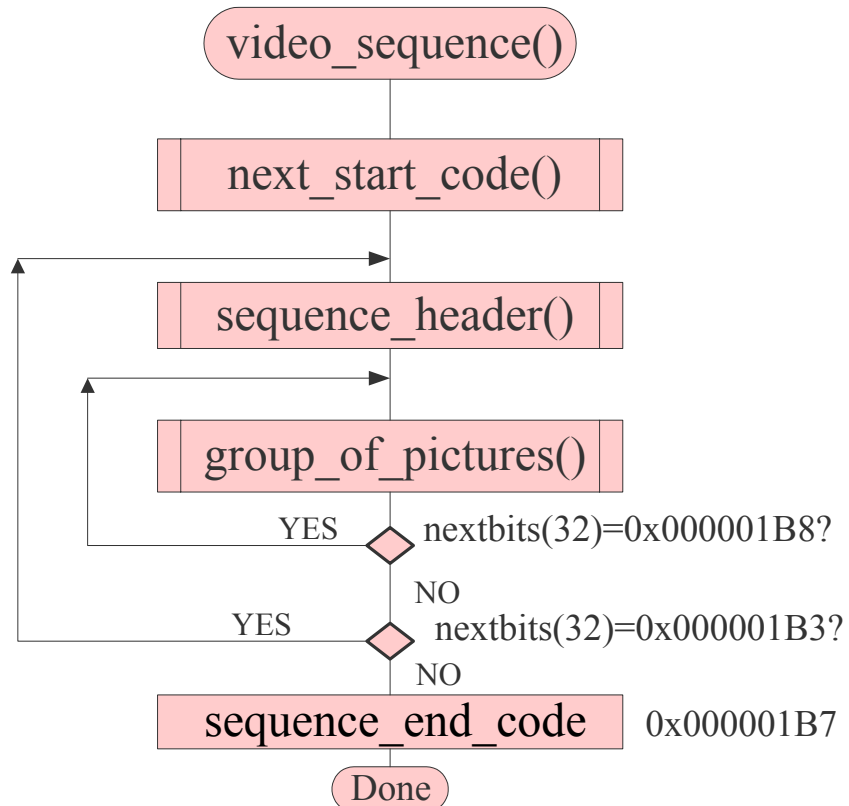 video_sequence()
next_start_code()
sequence_header()
group_of_pictures()
YES
nextbits(32)=0x000001B8?
NO
YES
nextbits(32)=0x000001B3?
NO
sequence_end_code
0x000001B7
Done